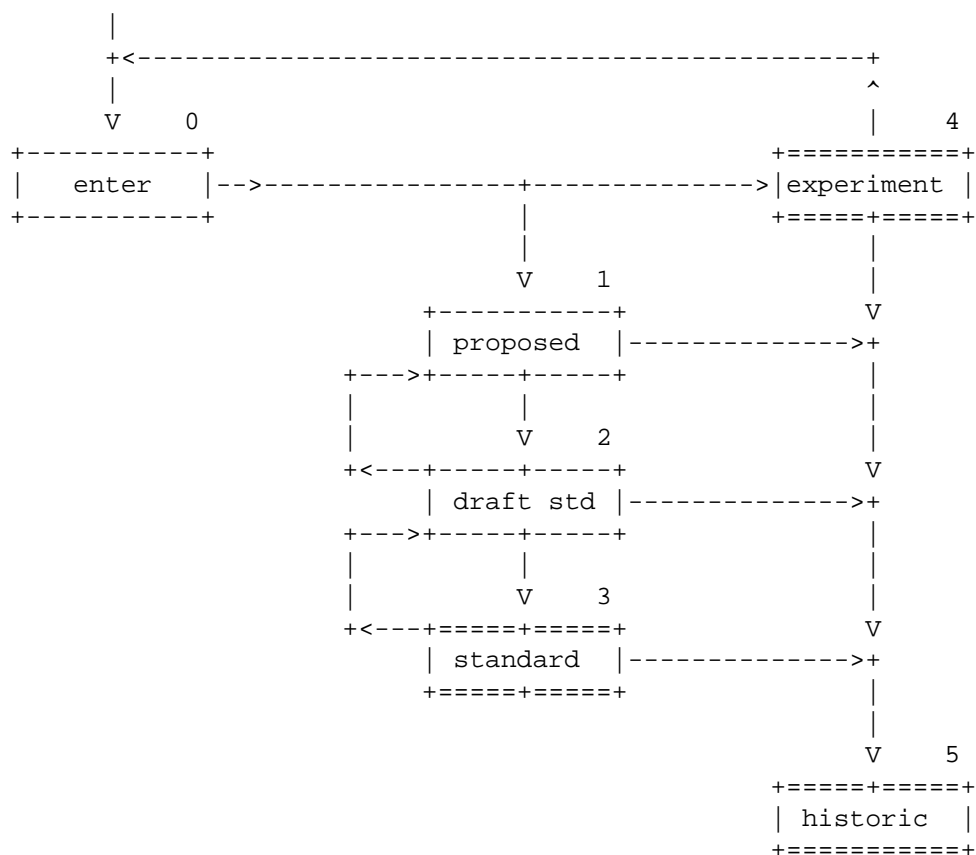 0
4
enter
experiment
1
proposed
2
draft std
3
standard
5
historic